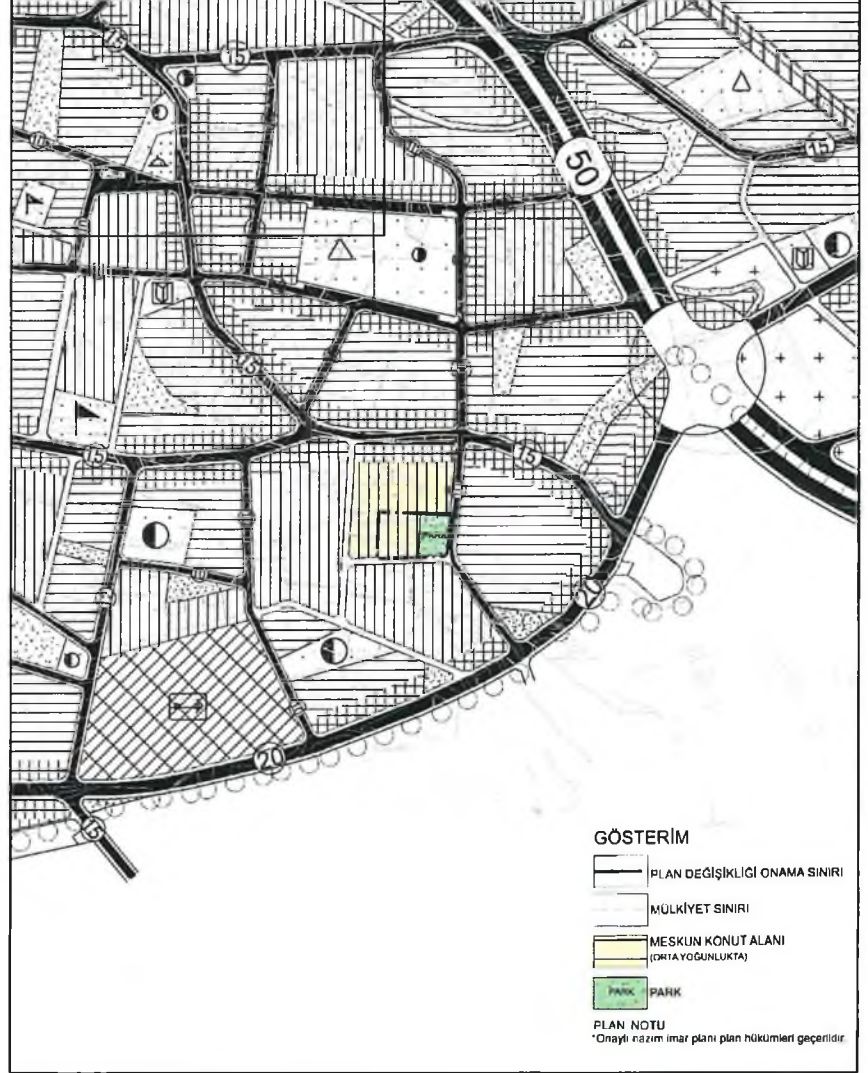 15
15
50
15
15
15
15
20
20
15
PARK
GÖSTERİM
PLAN DEĞİŞİKLİĞİ ONAMA SINIRI
MÜLKİYET SINIRI
MESKUN KONUT ALANI
(ORTA YOĞUNLUKTA)
PARK PARK
PLAN NOTU
*Onaylı nazım imar planı plan hükümleri geçerlidir.